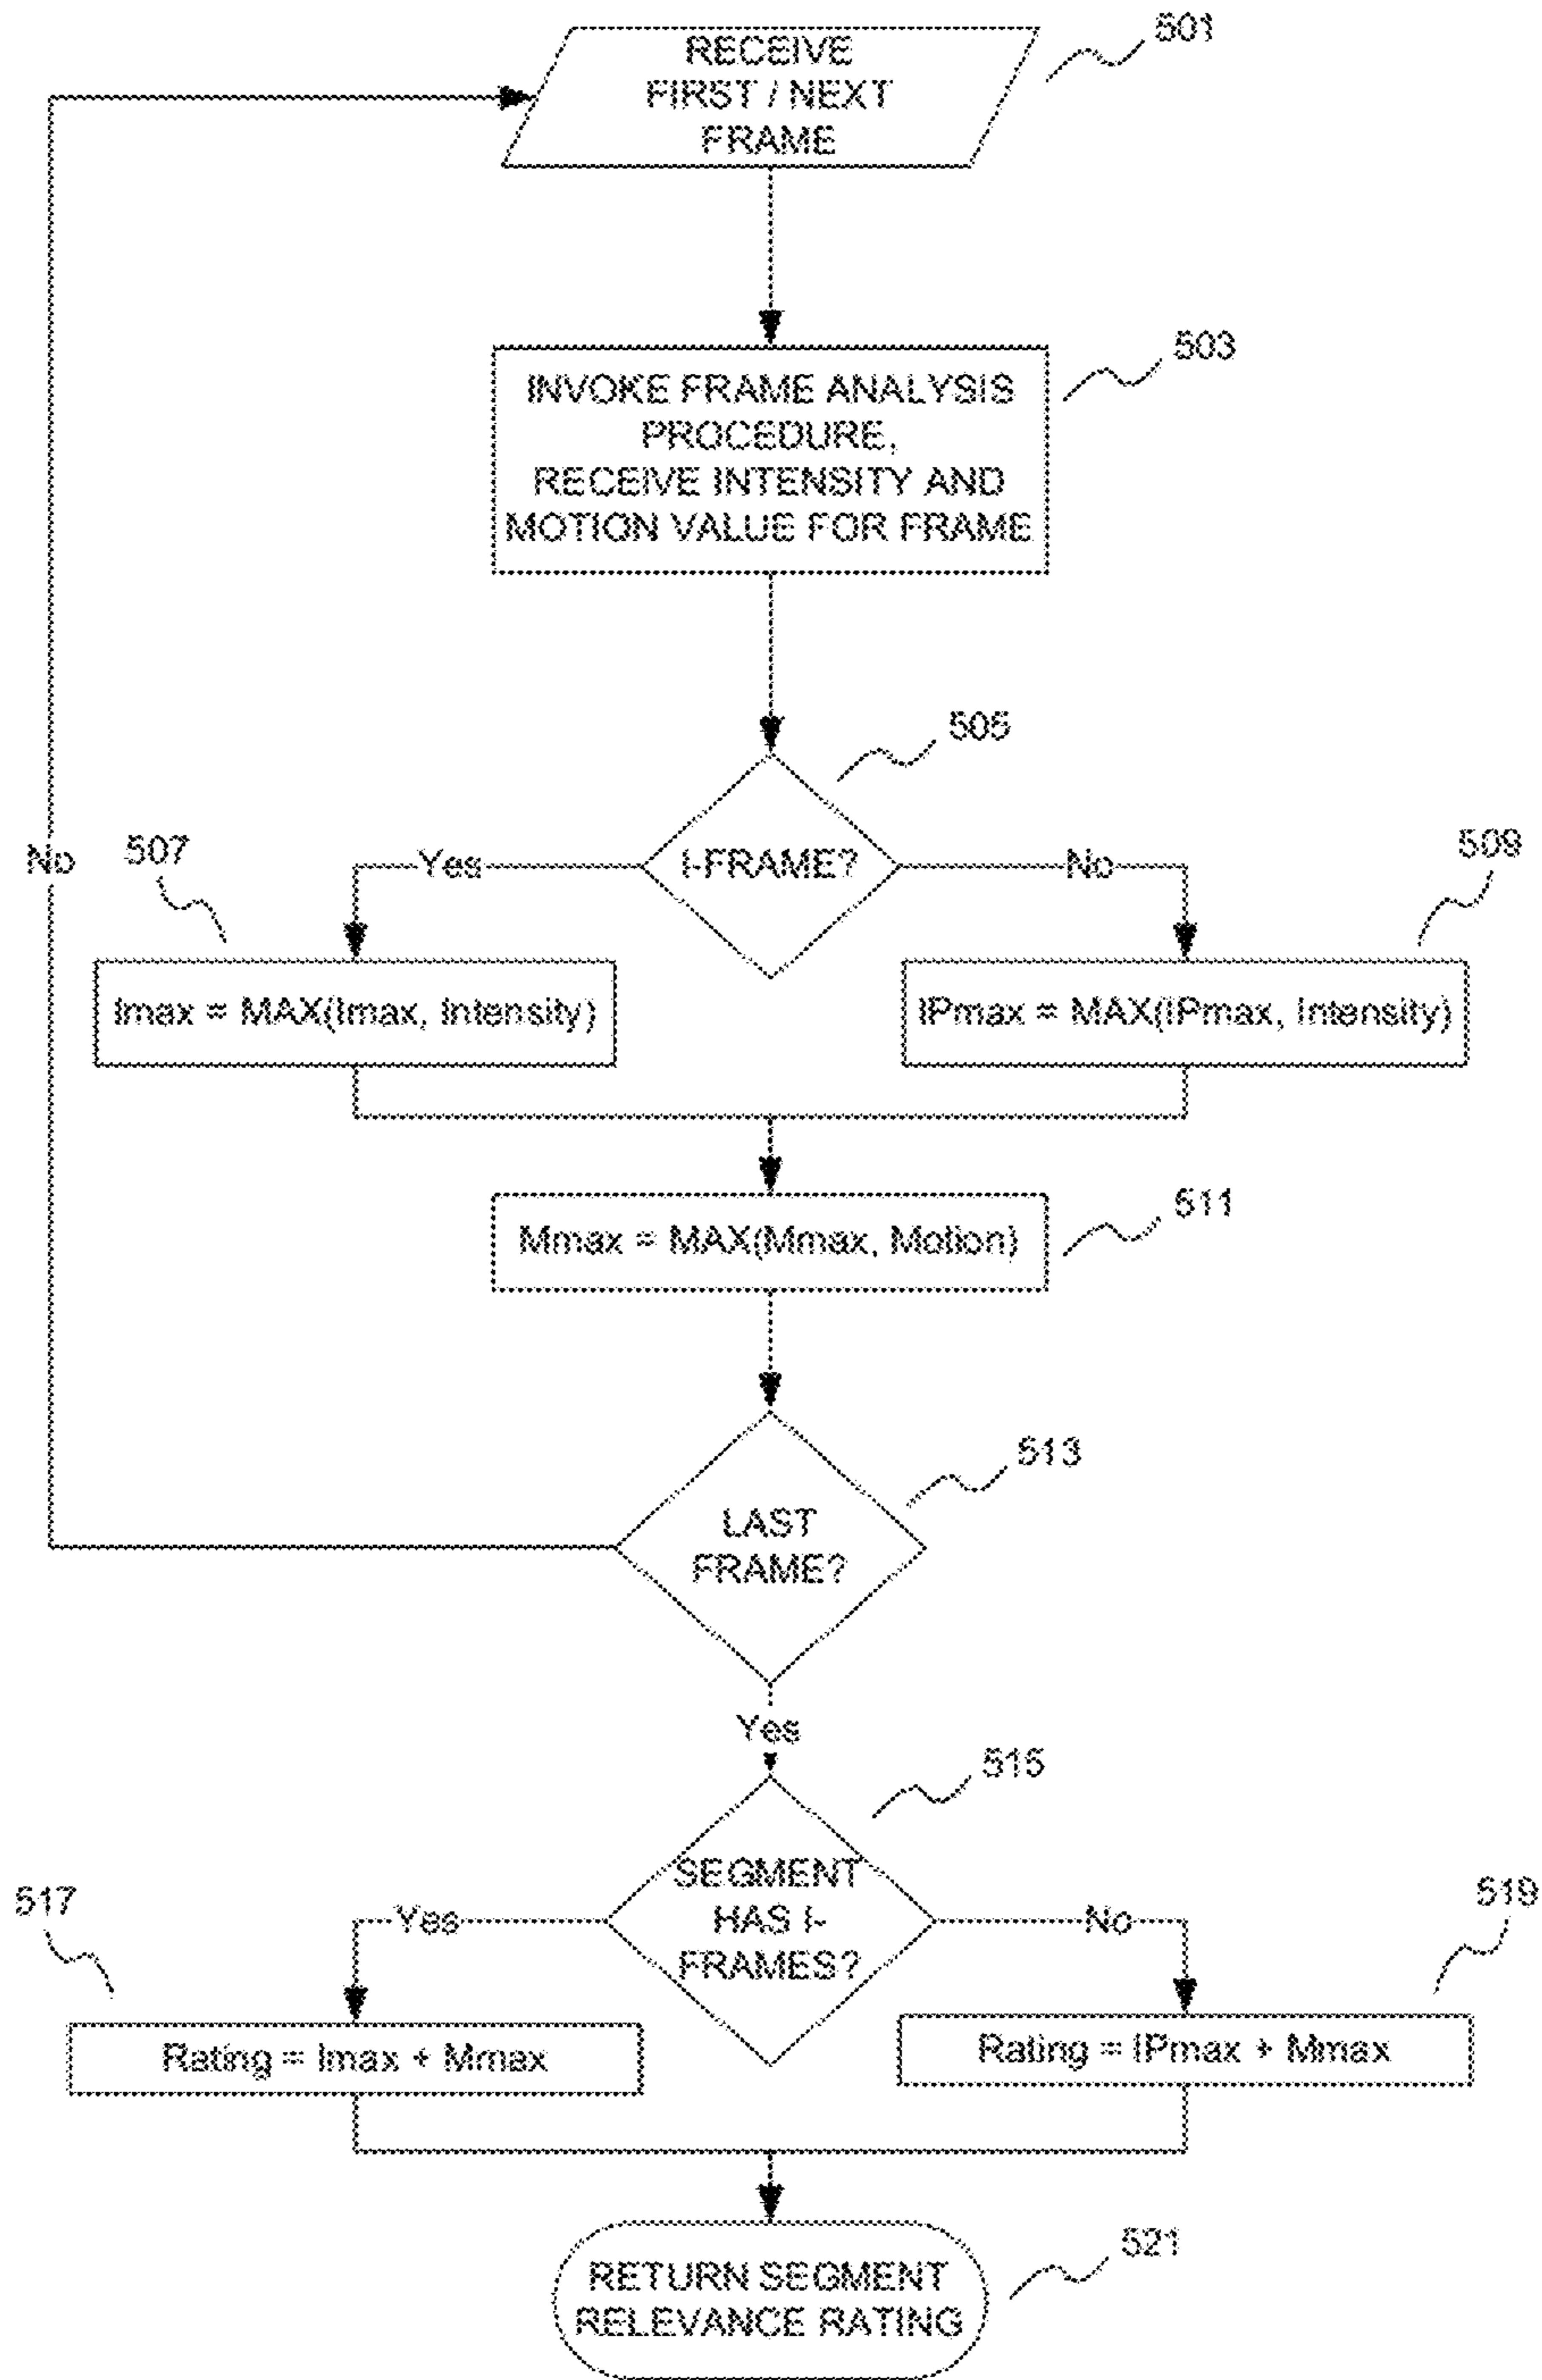 501
RECEIVE
FIRST / NEXT
FRAME
503
INVOKE FRAME ANALYSIS
PROCEDURE,
RECEIVE INTENSITY AND
MOTION VALUE FOR FRAME
505
No
507
Yes
I-FRAME?
No
509
Imax = MAX(Imax, Intensity)
IPmax = MAX(IPmax, Intensity)
511
Mmax = MAX(Mmax, Motion)
513
LAST
FRAME?
Yes
515
517
SEGMENT
HAS I-
FRAMES?
Yes
No
519
Rating = Imax + Mmax
Rating = IPmax + Mmax
521
RETURN SEGMENT
RELEVANCE RATING